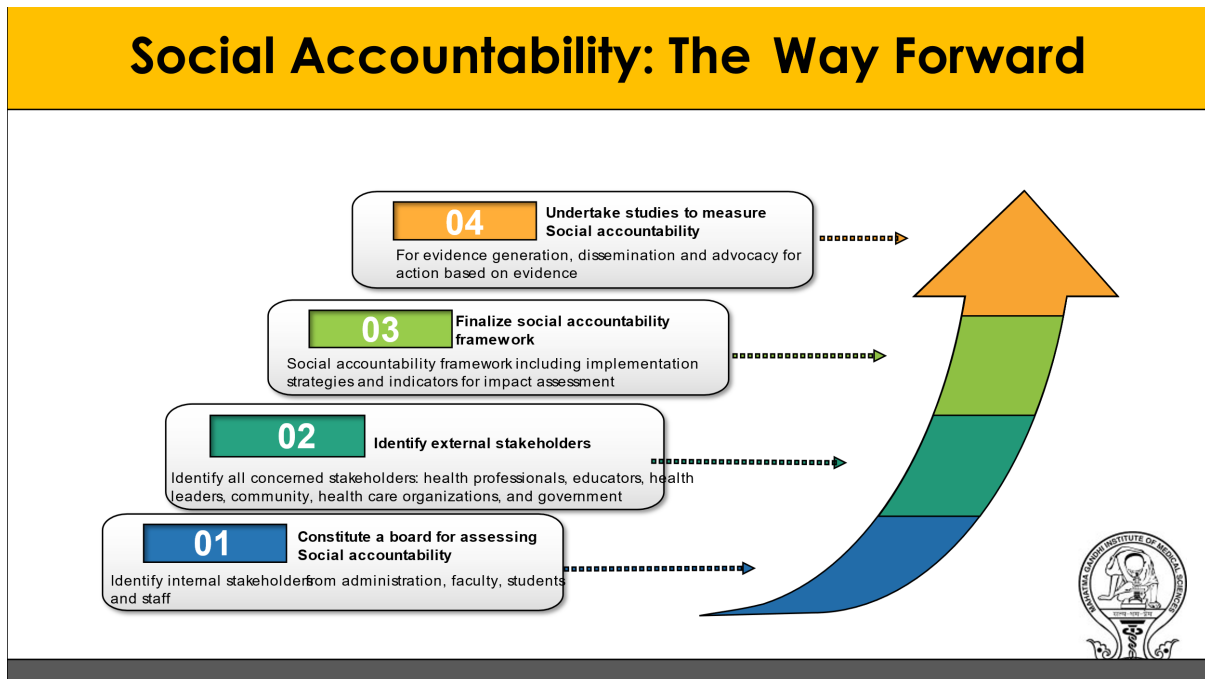 Social Accountability: The Way Forward
04
Undertake studies to measure
Social accountability
For evidence generation, dissemination and advocacy for
action based on evidence
03
Finalize social accountability
framework
Social accountability framework including implementation
strategies and indicators for impact assessment
02
Identify external stakeholders
Identify all concerned stakeholders: health professionals, educators, health
leaders, community, health care organizations, and government
01
Constitute a board for assessing
Social accountability
Identify internal stakeholders from administration, faculty, students
and staff
MAHATMA GANDHI INSTITUTE OF MEDICAL SCIENCES